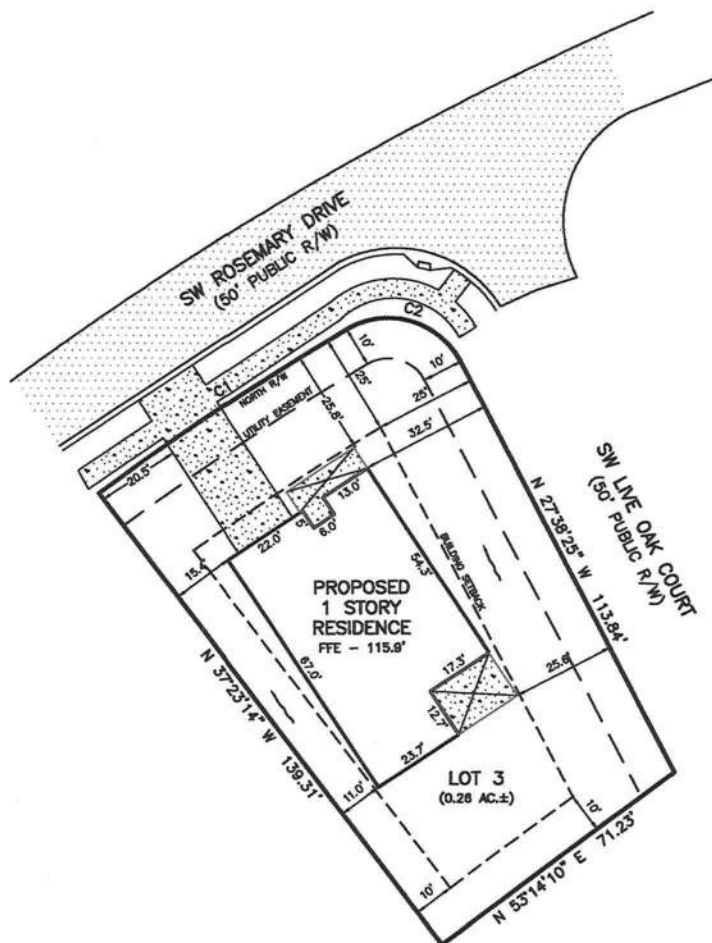 SW ROSEMARY DRIVE
(50' PUBLIC R/W)
C2
C1
NORTH R/W
UTILITY EASEMENT
10'
25'
10'
25'
25.8'
32.5'
20.5'
13.0'
5'
6.0'
22.0'
15.4'
SW LIVE OAK COURT
(50' PUBLIC R/W)
N 27°38'25" W 113.84'
BUILDING SETBACK
54.3'
PROPOSED
1 STORY
RESIDENCE
FFE - 115.9'
67.0'
17.3'
12.7'
25.6'
N 37°23'14" W 139.31'
23.7'
11.0'
LOT 3
(0.26 AC.±)
10'
10'
N 53°14'10" E 71.23'